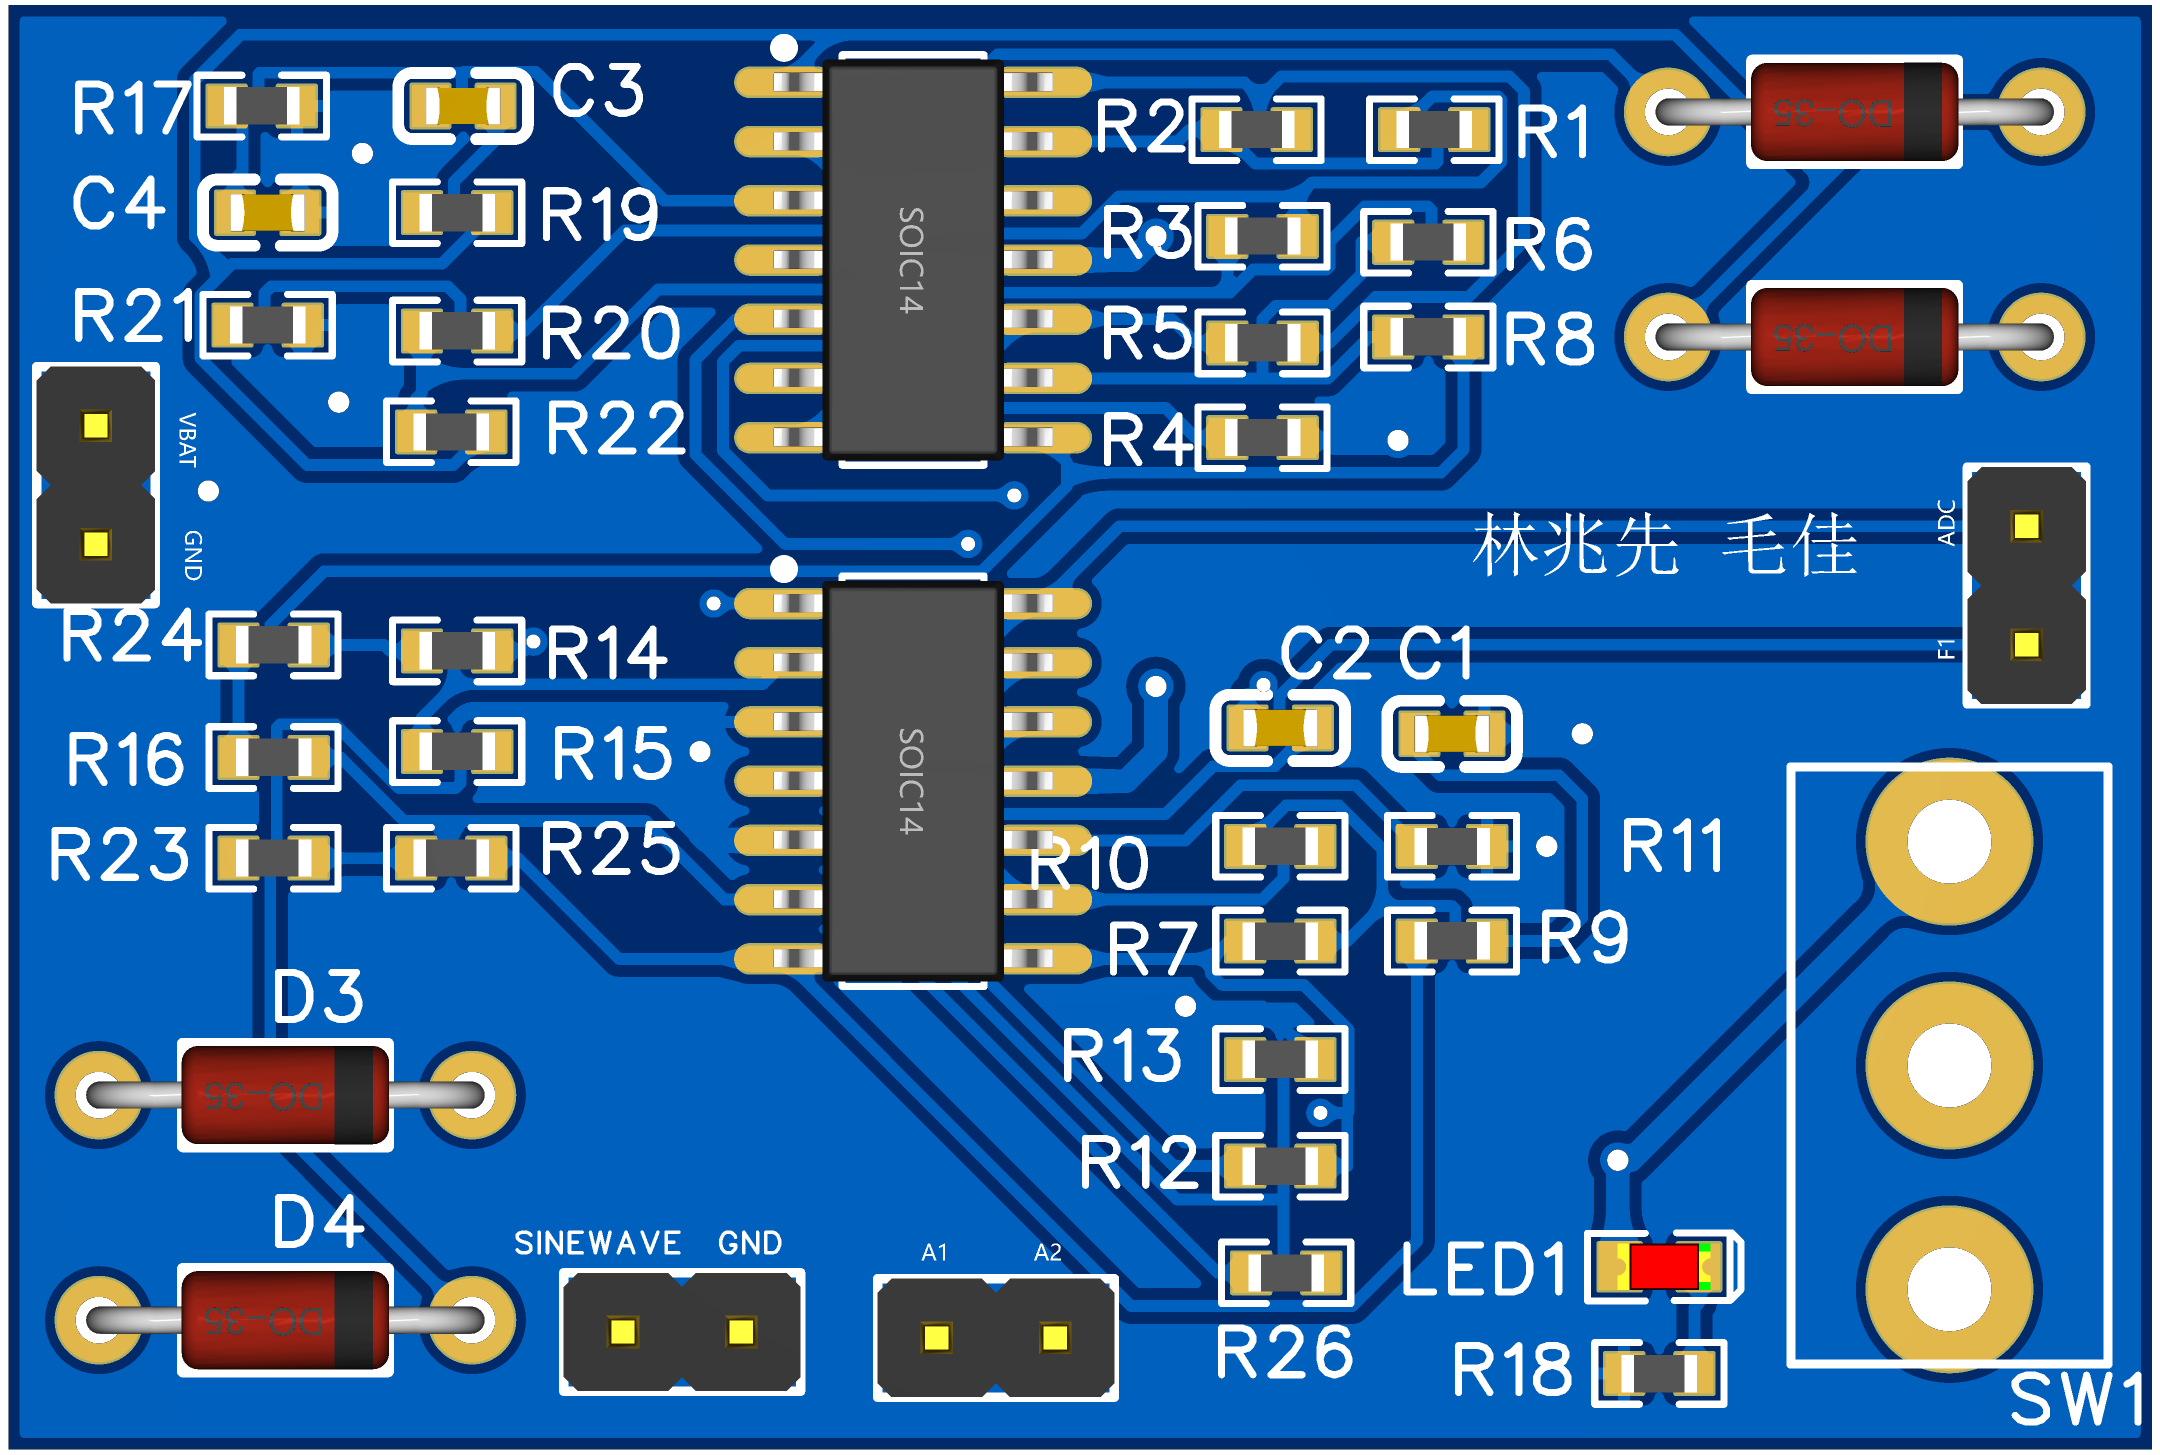 R17
C3
R2
R1
DO-35
C4
R19
SOIC14
R3
R6
R21
R20
R5
R8
DO-35
VBAT
R22
R4
GND
ADC
林兆先 毛佳
R24
R14
C2
C1
F1
R16
R15
SOIC14
R23
R25
R10
R11
R7
R9
D3
R13
DO-35
R12
D4
SINEWAVE GND
A1 A2
LED1
DO-35
R26
R18
SW1